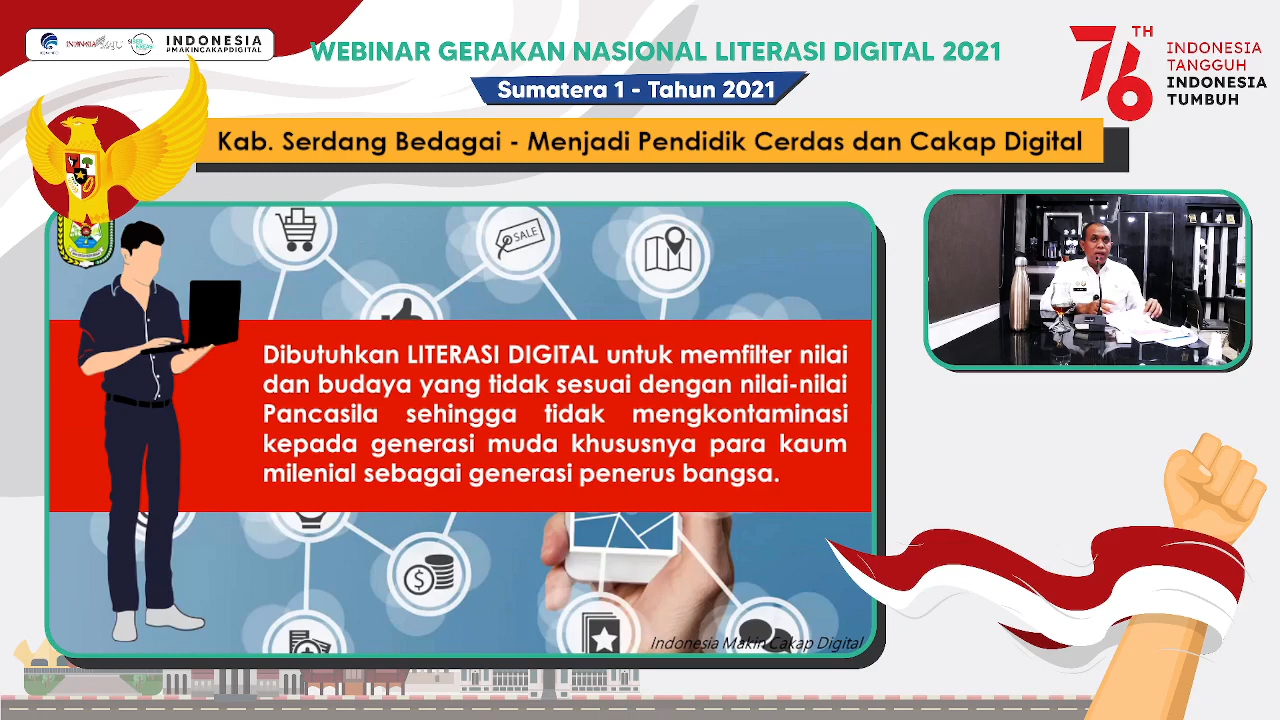 INDONESIA
#MAKINCAKAPDIGITAL
WEBINAR GERAKAN NASIONAL LITERASI DIGITAL 2021
Sumatera 1 - Tahun 2021
76TH
INDONESIA
TANGGUH
INDONESIA
TUMBUH
Kab. Serdang Bedagai - Menjadi Pendidik Cerdas dan Cakap Digital
SALE
Dibutuhkan LITERASI DIGITAL untuk memfilter nilai
dan budaya yang tidak sesuai dengan nilai-nilai
Pancasila sehingga tidak mengkontaminasi
kepada generasi muda khususnya para kaum
milenial sebagai generasi penerus bangsa.
$
Indonesia Makin Cakap Digital